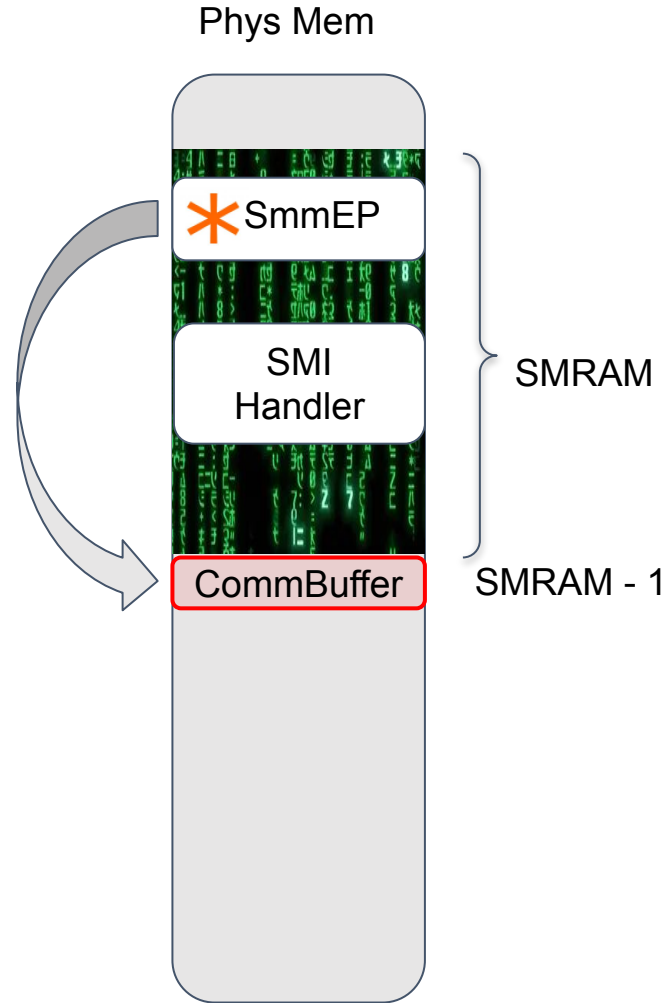 Phys Mem
SmmEP
SMI
Handler
SMRAM
CommBuffer
SMRAM - 1